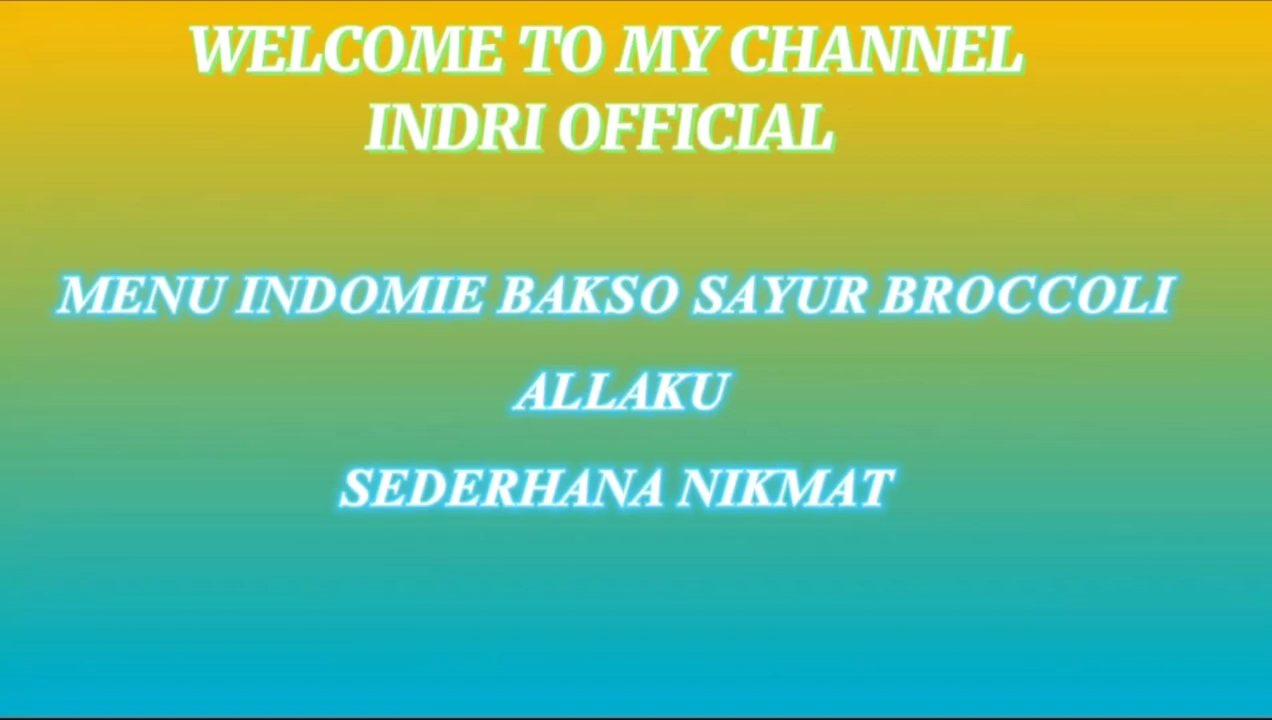 WELCOME TO MY CHANNEL
INDRI OFFICIAL
MENU INDOMIE BAKSO SAYUR BROCCOLI
ALLAKU
SEDERHANA NIKMAT